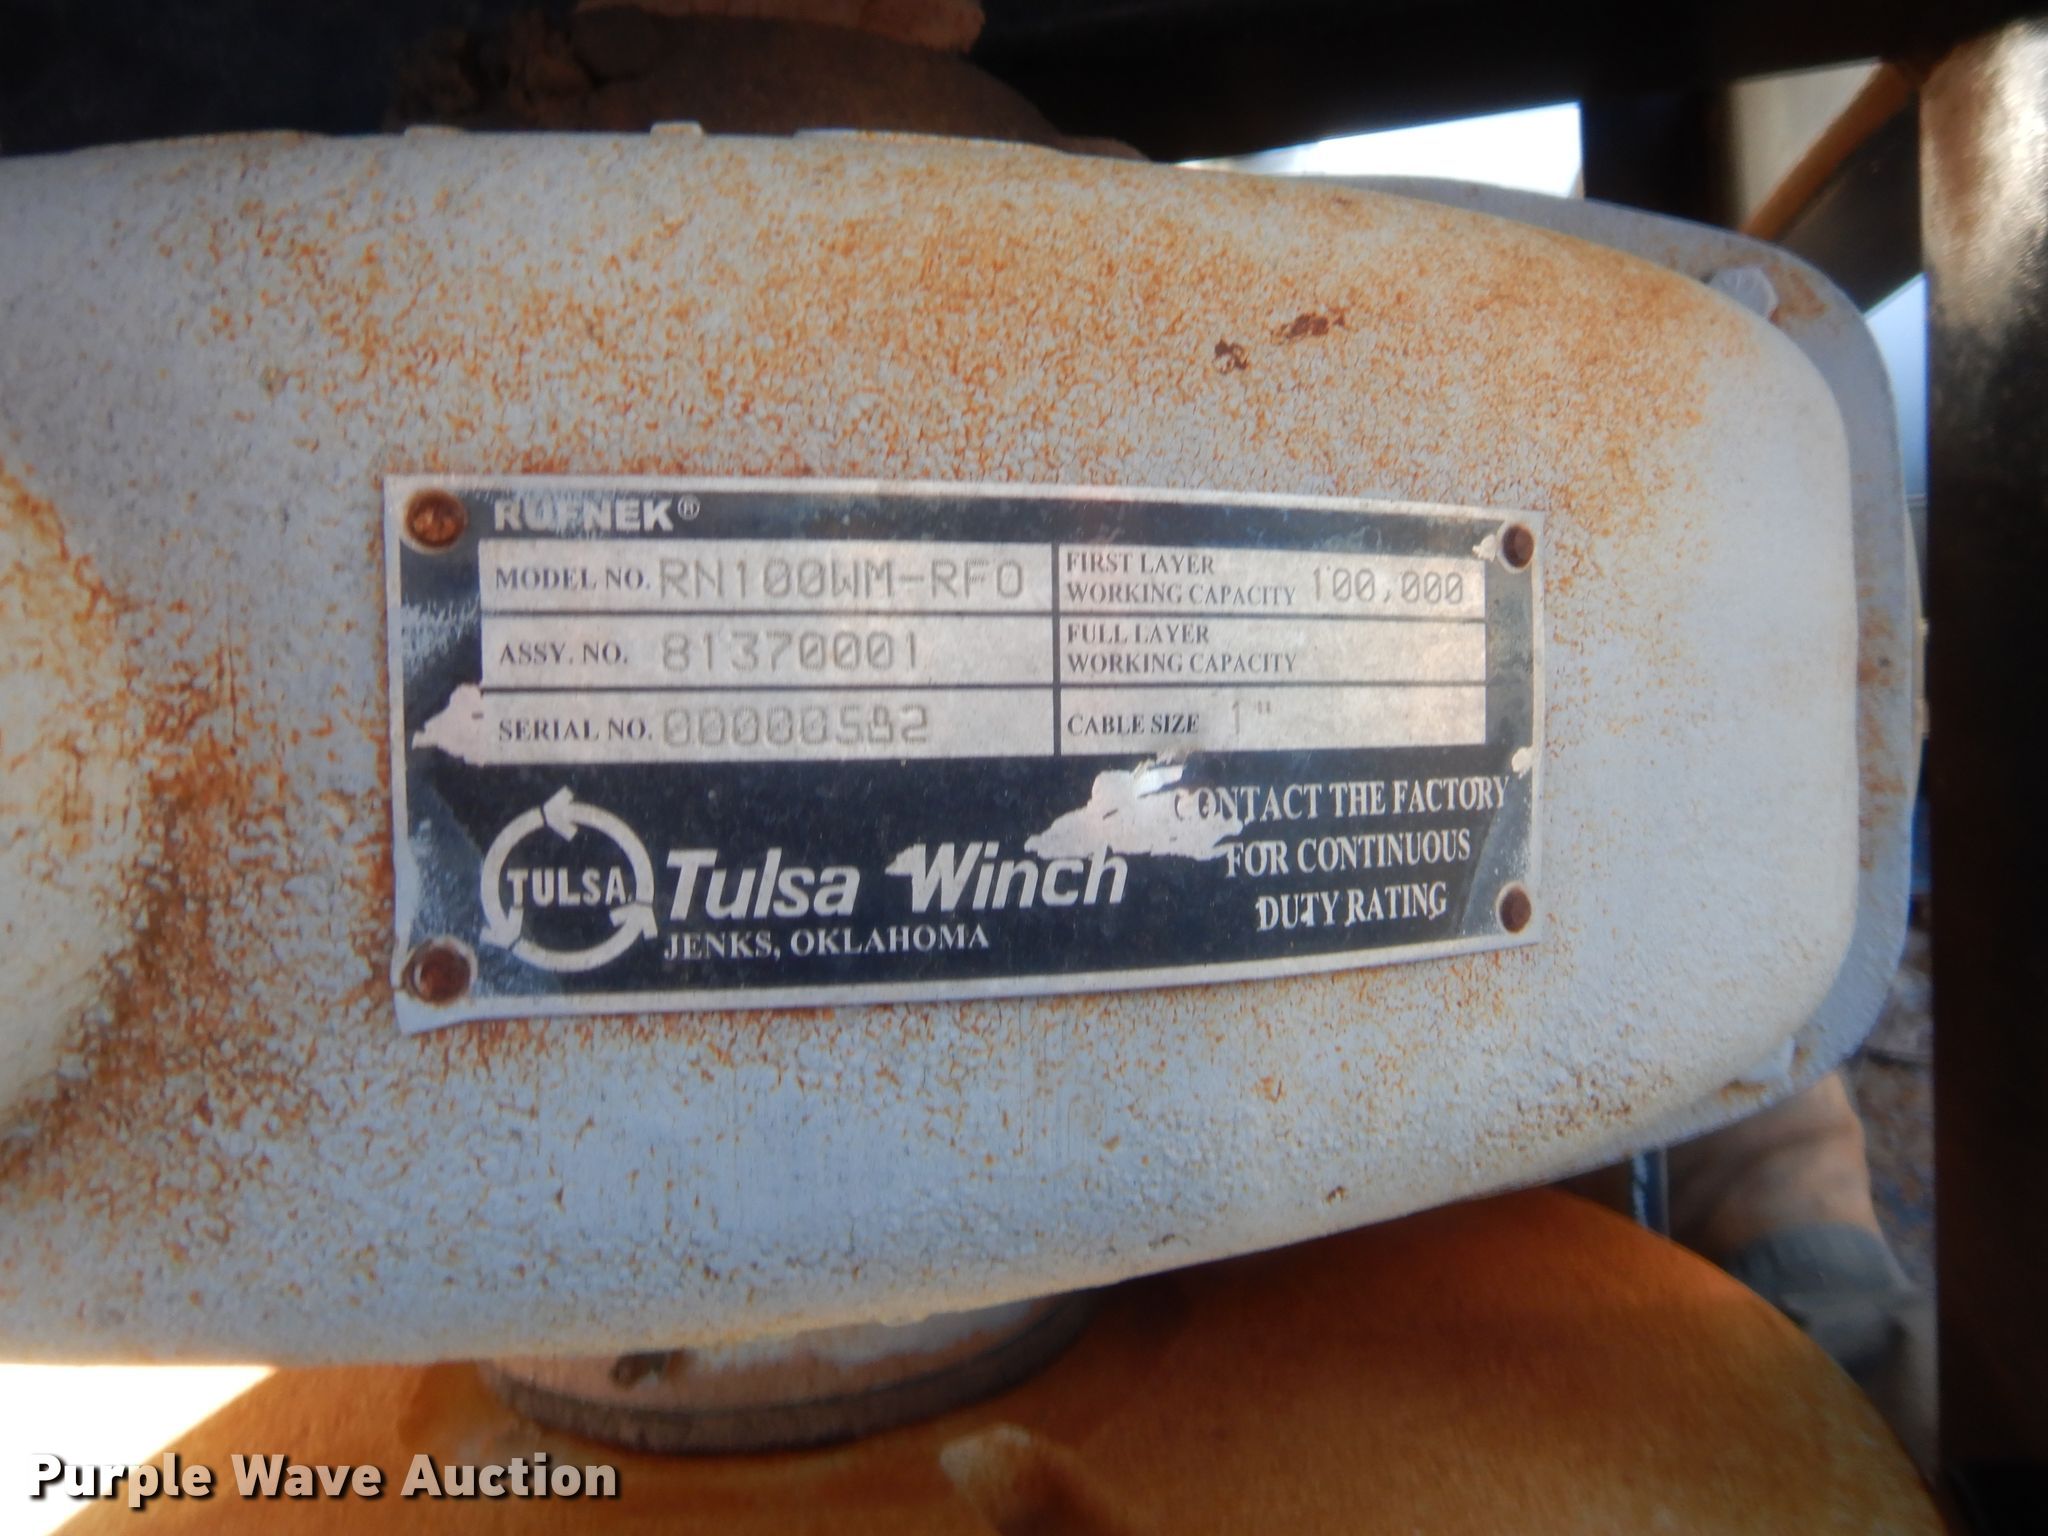 RUFNEK®
MODEL NO. RN100WM-RFO
FIRST LAYER
WORKING CAPACITY 100,000
ASSY. NO. 81370001
FULL LAYER
WORKING CAPACITY
SERIAL NO.
CABLE SIZE 1"
TULSA
Tulsa Winch
JENKS, OKLAHOMA
CONTACT THE FACTORY
FOR CONTINUOUS
DUTY RATING
Purple Wave Auction